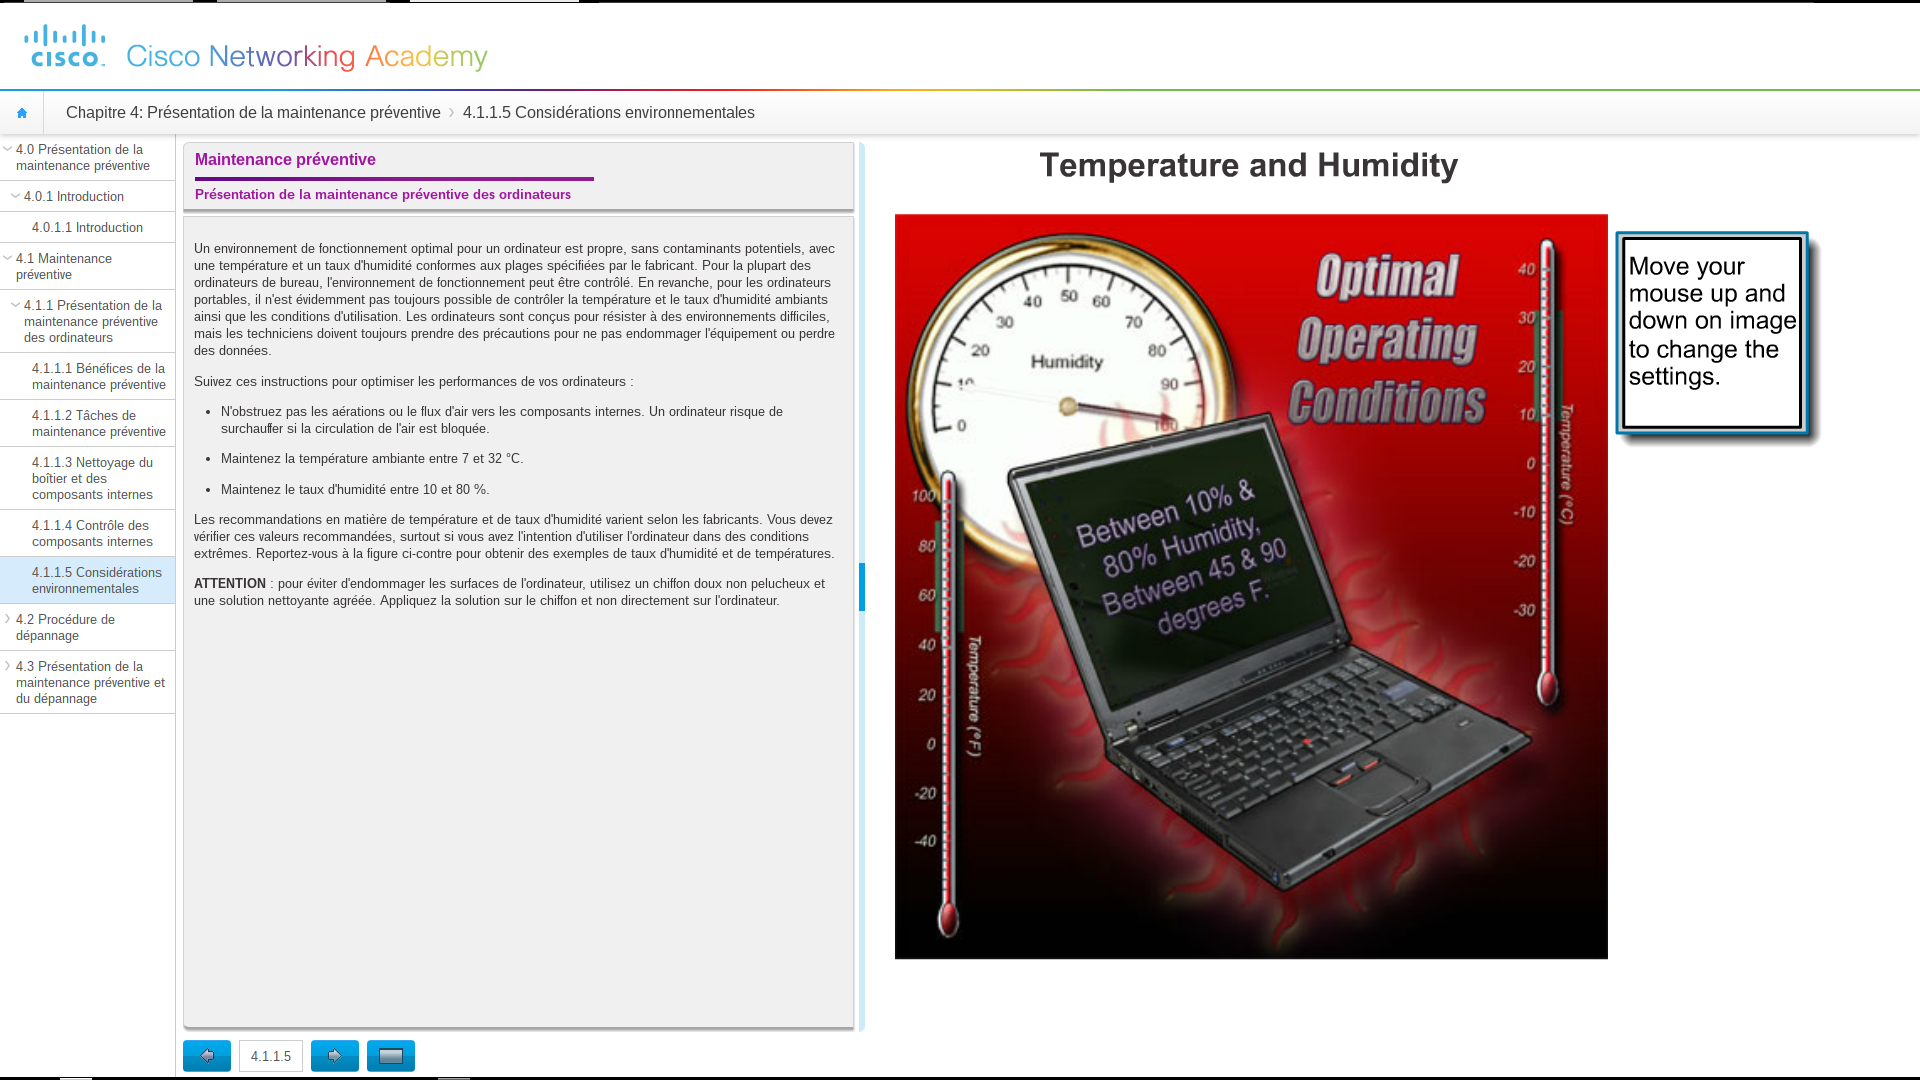 cisco
Cisco Networking Academy
Chapitre 4: Présentation de la maintenance préventive
4.1.1.5 Considérations environnementales
4.0 Présentation de la
maintenance préventive
4.0.1 Introduction
4.0.1.1 Introduction
4.1 Maintenance
préventive
4.1.1 Présentation de la
maintenance préventive
des ordinateurs
4.1.1.1 Bénéfices de la
maintenance préventive
4.1.1.2 Tâches de
maintenance préventive
4.1.1.3 Nettoyage du
boîtier et des
composants internes
4.1.1.4 Contrôle des
composants internes
4.1.1.5 Considérations
environnementales
4.2 Procédure de
dépannage
4.3 Présentation de la
maintenance préventive et
du dépannage
Maintenance préventive
Présentation de la maintenance préventive des ordinateurs
Un environnement de fonctionnement optimal pour un ordinateur est propre, sans contaminants potentiels, avec
une température et un taux d'humidité conformes aux plages spécifiées par le fabricant. Pour la plupart des
ordinateurs de bureau, l'environnement de fonctionnement peut être contrôlé. En revanche, pour les ordinateurs
portables, il n'est évidemment pas toujours possible de contrôler la température et le taux d'humidité ambiants
ainsi que les conditions d'utilisation. Les ordinateurs sont conçus pour résister à des environnements difficiles,
mais les techniciens doivent toujours prendre des précautions pour ne pas endommager l'équipement ou perdre
des données.
Suivez ces instructions pour optimiser les performances de vos ordinateurs :
• N'obstruez pas les aérations ou le flux d'air vers les composants internes. Un ordinateur risque de
surchauffer si la circulation de l'air est bloquée.
• Maintenez la température ambiante entre 7 et 32 °C.
• Maintenez le taux d'humidité entre 10 et 80 %.
Les recommandations en matière de température et de taux d'humidité varient selon les fabricants. Vous devez
vérifier ces valeurs recommandées, surtout si vous avez l'intention d'utiliser l'ordinateur dans des conditions
extrêmes. Reportez-vous à la figure ci-contre pour obtenir des exemples de taux d'humidité et de températures.
ATTENTION : pour éviter d'endommager les surfaces de l'ordinateur, utilisez un chiffon doux non pelucheux et
une solution nettoyante agréée. Appliquez la solution sur le chiffon et non directement sur l'ordinateur.
4.1.1.5
Temperature and Humidity
Optimal
Operating
Conditions
Humidity
0
10
20
30
40
50
60
70
80
90
100
Between 10% &
80% Humidity,
Between 45 & 90
degrees F.
100
80
60
40
20
0
-20
-40
Temperature (°F)
40
30
20
10
0
-10
-20
-30
Temperature (°C)
Move your
mouse up and
down on image
to change the
settings.